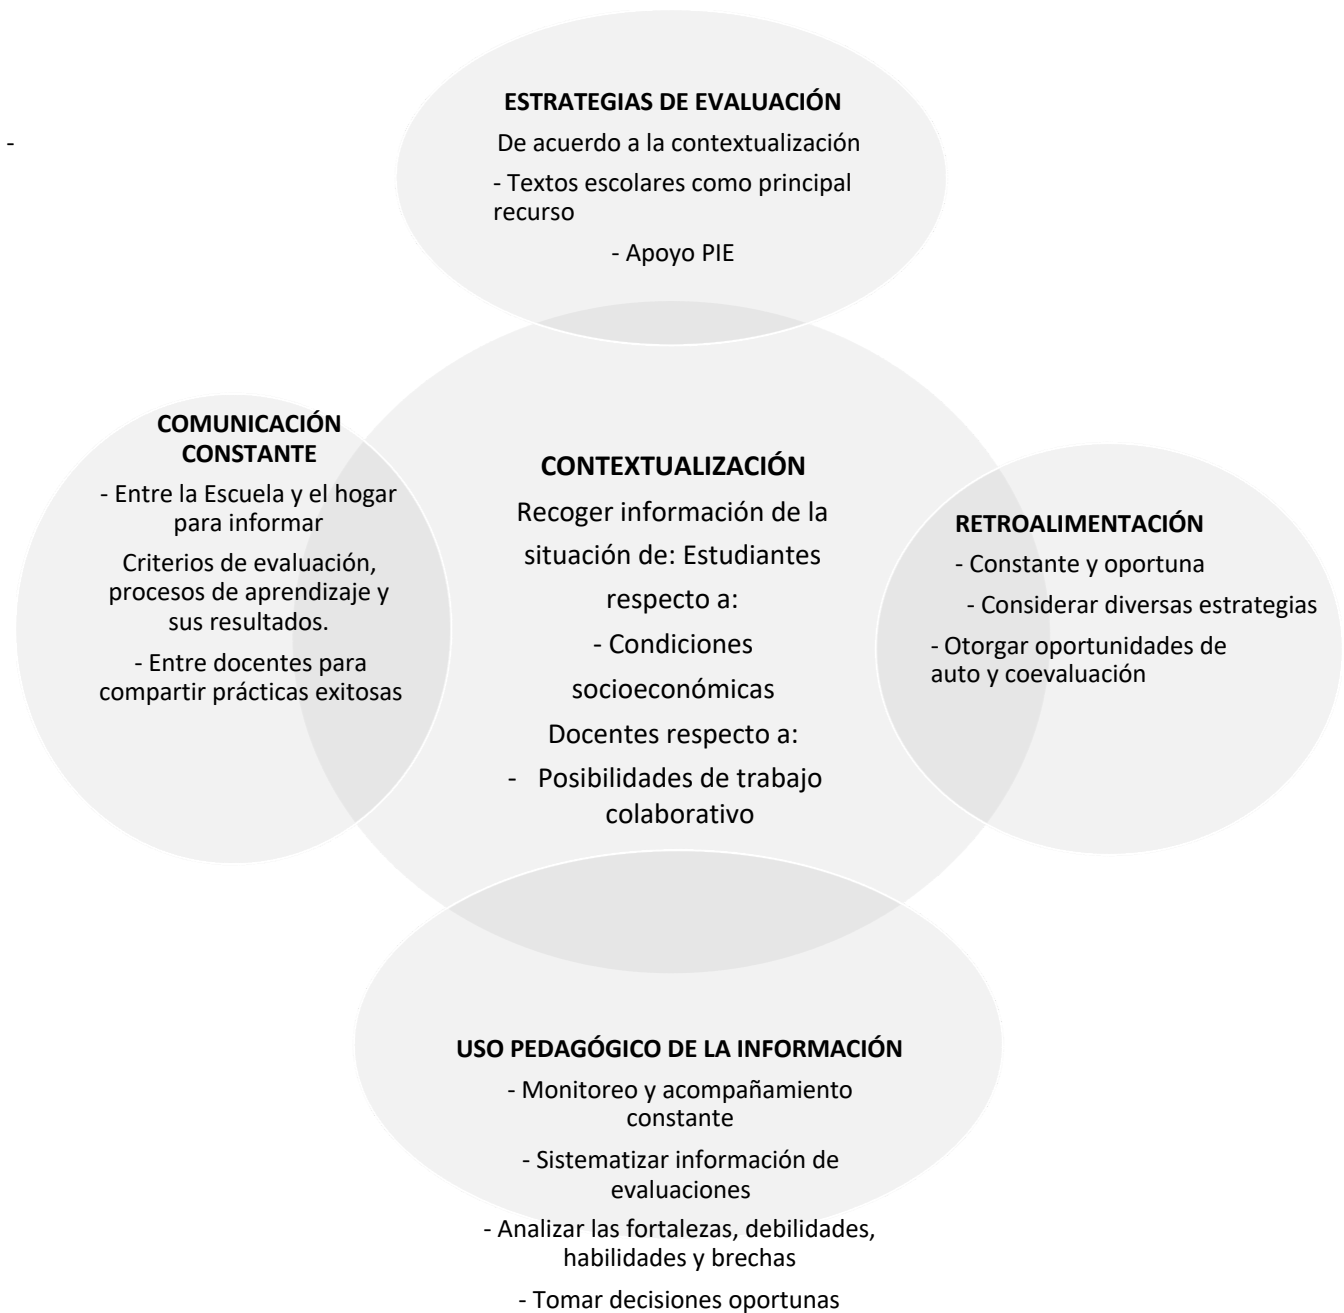 ESTRATEGIAS DE EVALUACIÓN
De acuerdo a la contextualización
-
- Textos escolares como principal
recurso
- Apoyo PIE
COMUNICACIÓN
CONSTANTE
- Entre la Escuela y el hogar
para informar
Criterios de evaluación,
procesos de aprendizaje y
sus resultados.
- Entre docentes para
compartir prácticas exitosas
CONTEXTUALIZACIÓN
Recoger información de la
situación de: Estudiantes
respecto a:
- Condiciones
socioeconómicas
Docentes respecto a:
- Posibilidades de trabajo
colaborativo
RETROALIMENTACIÓN
- Constante y oportuna
- Considerar diversas estrategias
- Otorgar oportunidades de
auto y coevaluación
USO PEDAGÓGICO DE LA INFORMACIÓN
- Monitoreo y acompañamiento
constante
- Sistematizar información de
evaluaciones
- Analizar las fortalezas, debilidades,
habilidades y brechas
- Tomar decisiones oportunas